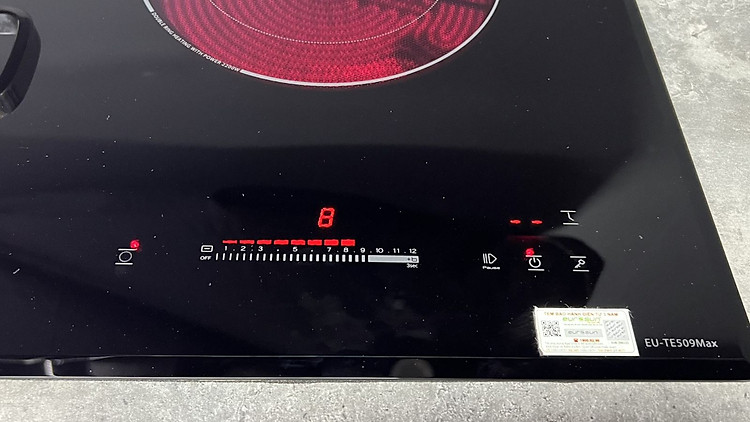 DOUBLE RING HEATING WITH POWER 2200W
8
1 · 2 · 3 · 5 · 7 · 8 9 · 10 · 11 · 12
OFF
3sec
- -
Pause
EUROSUN
EUROSUN
EU-TE509Max